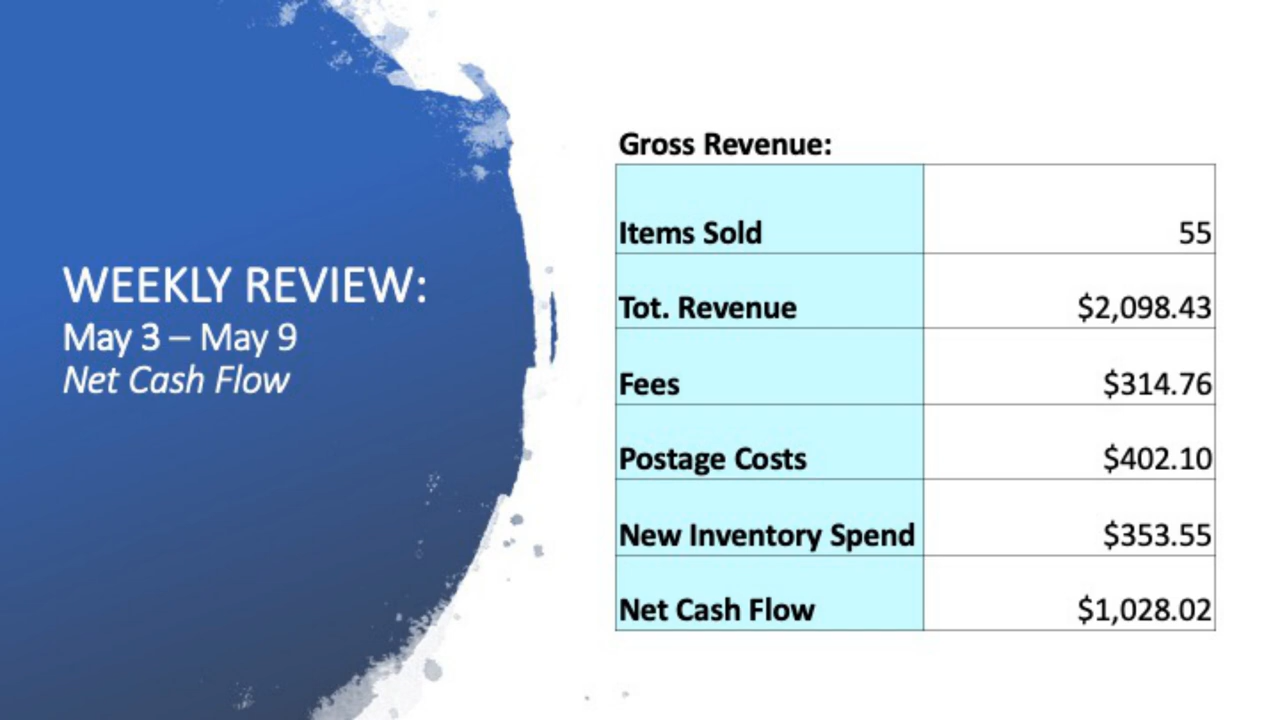 WEEKLY REVIEW:
May 3 – May 9
Net Cash Flow
Gross Revenue:
Items Sold 55
Tot. Revenue $2,098.43
Fees $314.76
Postage Costs $402.10
New Inventory Spend $353.55
Net Cash Flow $1,028.02